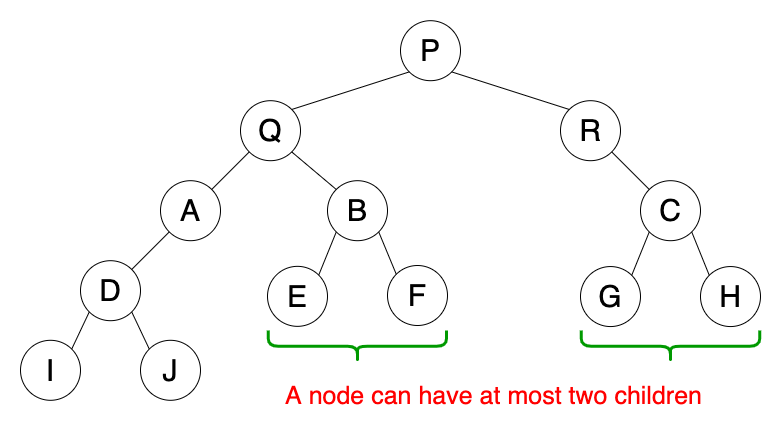 P
Q R
A B C
D E F G H
I J
A node can have at most two children